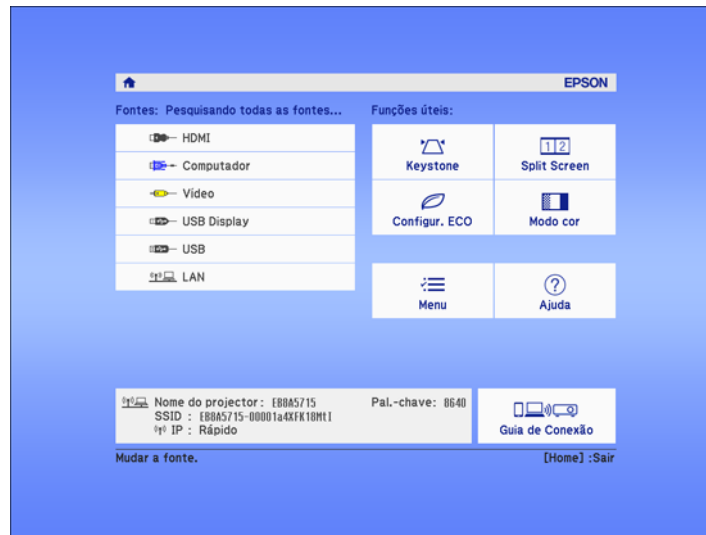 EPSON
Fontes: Pesquisando todas as fontes...
HDMI
Computador
Vídeo
USB Display
USB
LAN
Funções úteis:
Keystone
Split Screen
Configur. ECO
Modo cor
Menu
Ajuda
Nome do projector: EB8A5715
SSID : EB8A5715-00001a4XFK18MtI
IP : Rápido
Pal.-chave: 8640
Guia de Conexão
Mudar a fonte.
[Home] :Sair